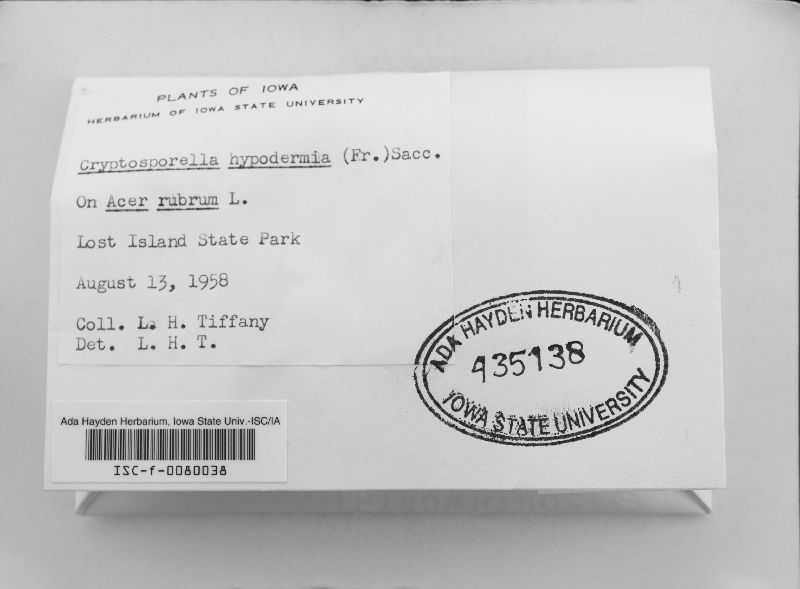 PLANTS OF IOWA
HERBARIUM OF IOWA STATE UNIVERSITY
Cryptosporella hypodermia (Fr.)Sacc.
On Acer rubrum L.
Lost Island State Park
August 13, 1958
Coll. L. H. Tiffany
Det. L. H. T.
ADA HAYDEN HERBARIUM
435138
IOWA STATE UNIVERSITY
Ada Hayden Herbarium, Iowa State Univ.-ISC/IA
ISC-f-0080038